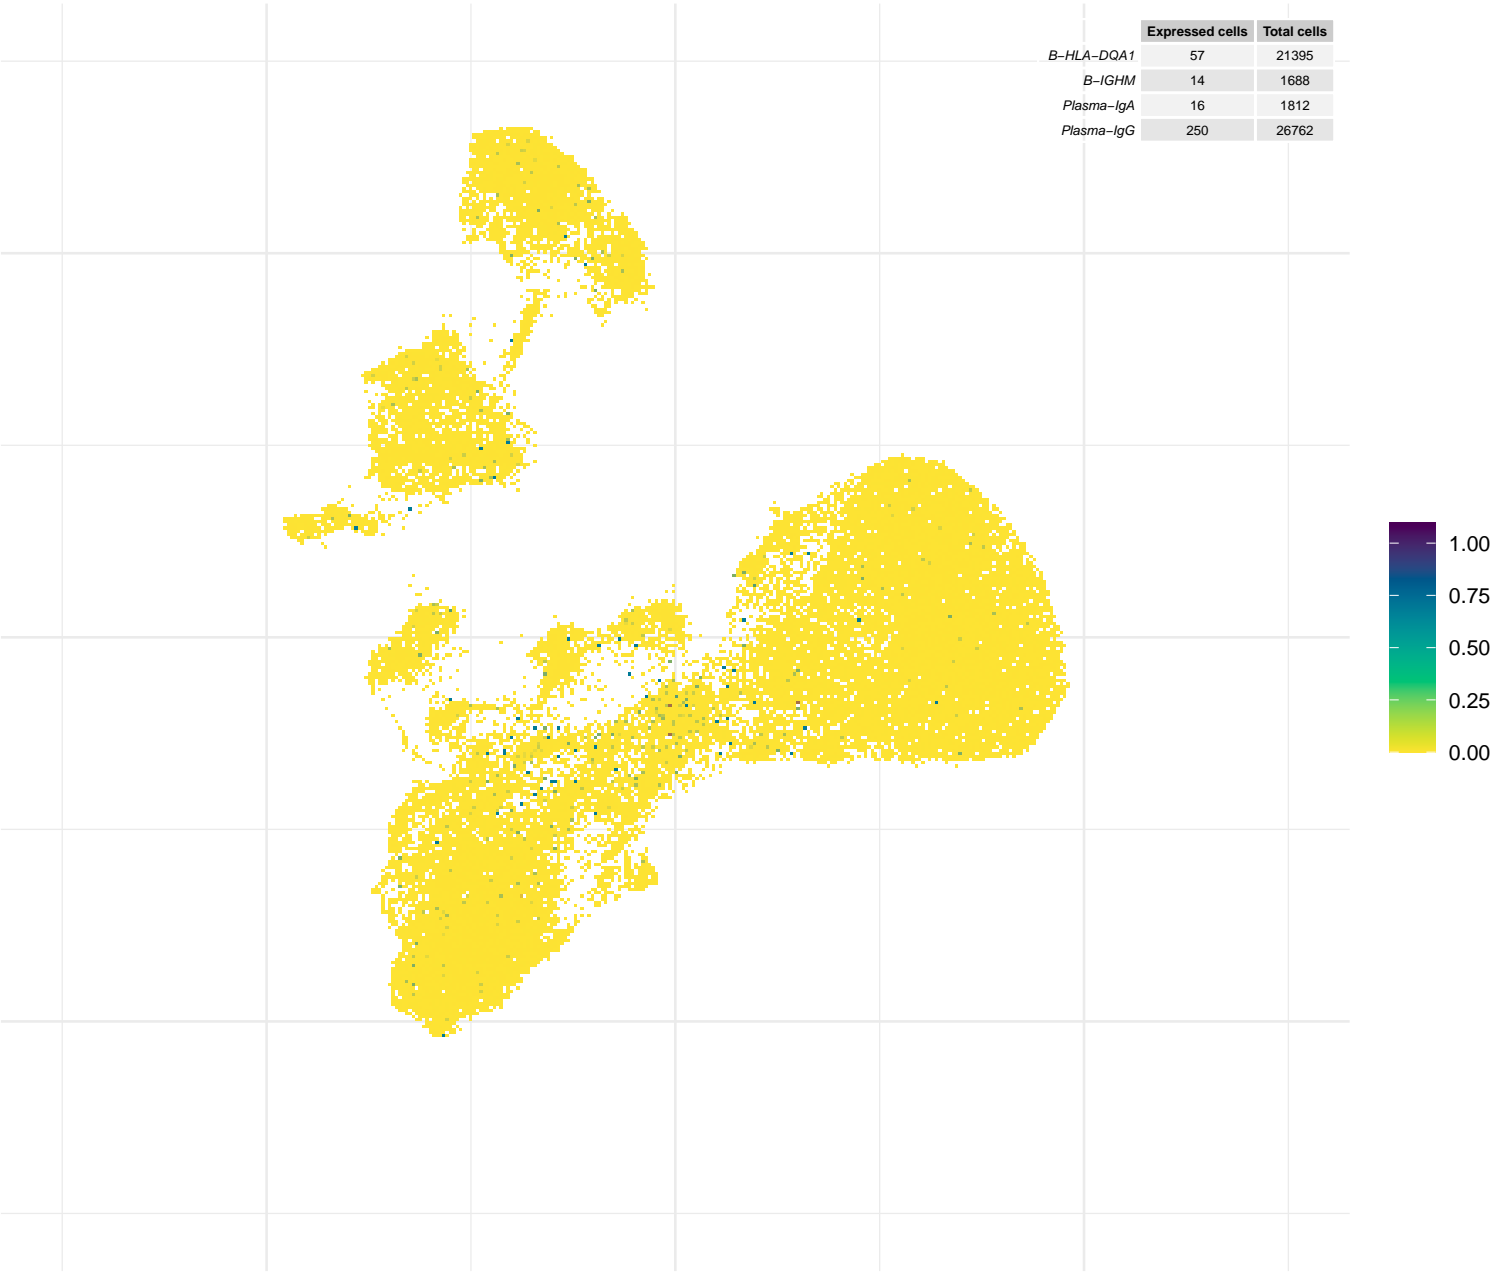 Expressed cells Total cells
B−HLA−DQA1 57 21395
B−IGHM 14 1688
Plasma−IgA 16 1812
Plasma−IgG 250 26762
1.00
0.75
0.50
0.25
0.00